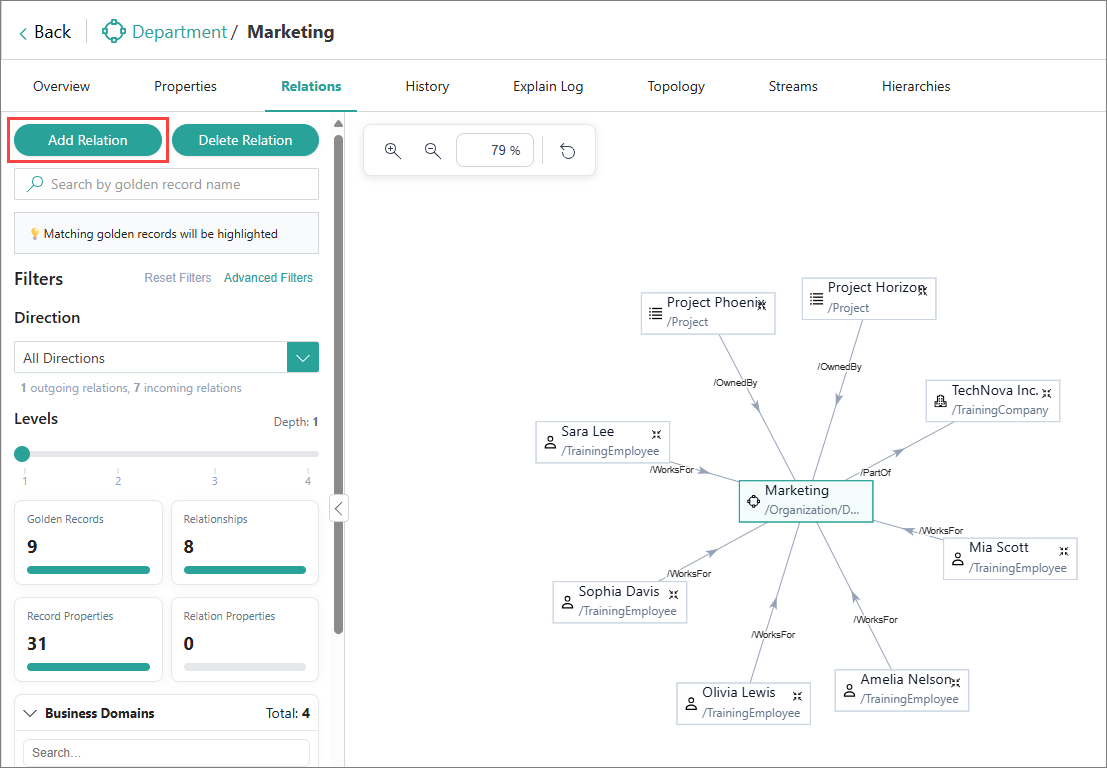 Back
Department / Marketing
Overview
Properties
Relations
History
Explain Log
Topology
Streams
Hierarchies
Add Relation
Delete Relation
Search by golden record name
Matching golden records will be highlighted
Filters
Reset Filters
Advanced Filters
Direction
All Directions
1 outgoing relations, 7 incoming relations
Levels
Depth: 1
1
2
3
4
Golden Records
9
Relationships
8
Record Properties
31
Relation Properties
0
Business Domains
Total: 4
Search...
79 %
Project Phoenix
/Project
Project Horizon
/Project
/OwnedBy
/OwnedBy
TechNova Inc.
/TrainingCompany
Sara Lee
/TrainingEmployee
/WorksFor
/PartOf
Marketing
/Organization/D...
/WorksFor
Mia Scott
/TrainingEmployee
/WorksFor
Sophia Davis
/TrainingEmployee
/WorksFor
/WorksFor
Olivia Lewis
/TrainingEmployee
Amelia Nelson
/TrainingEmployee